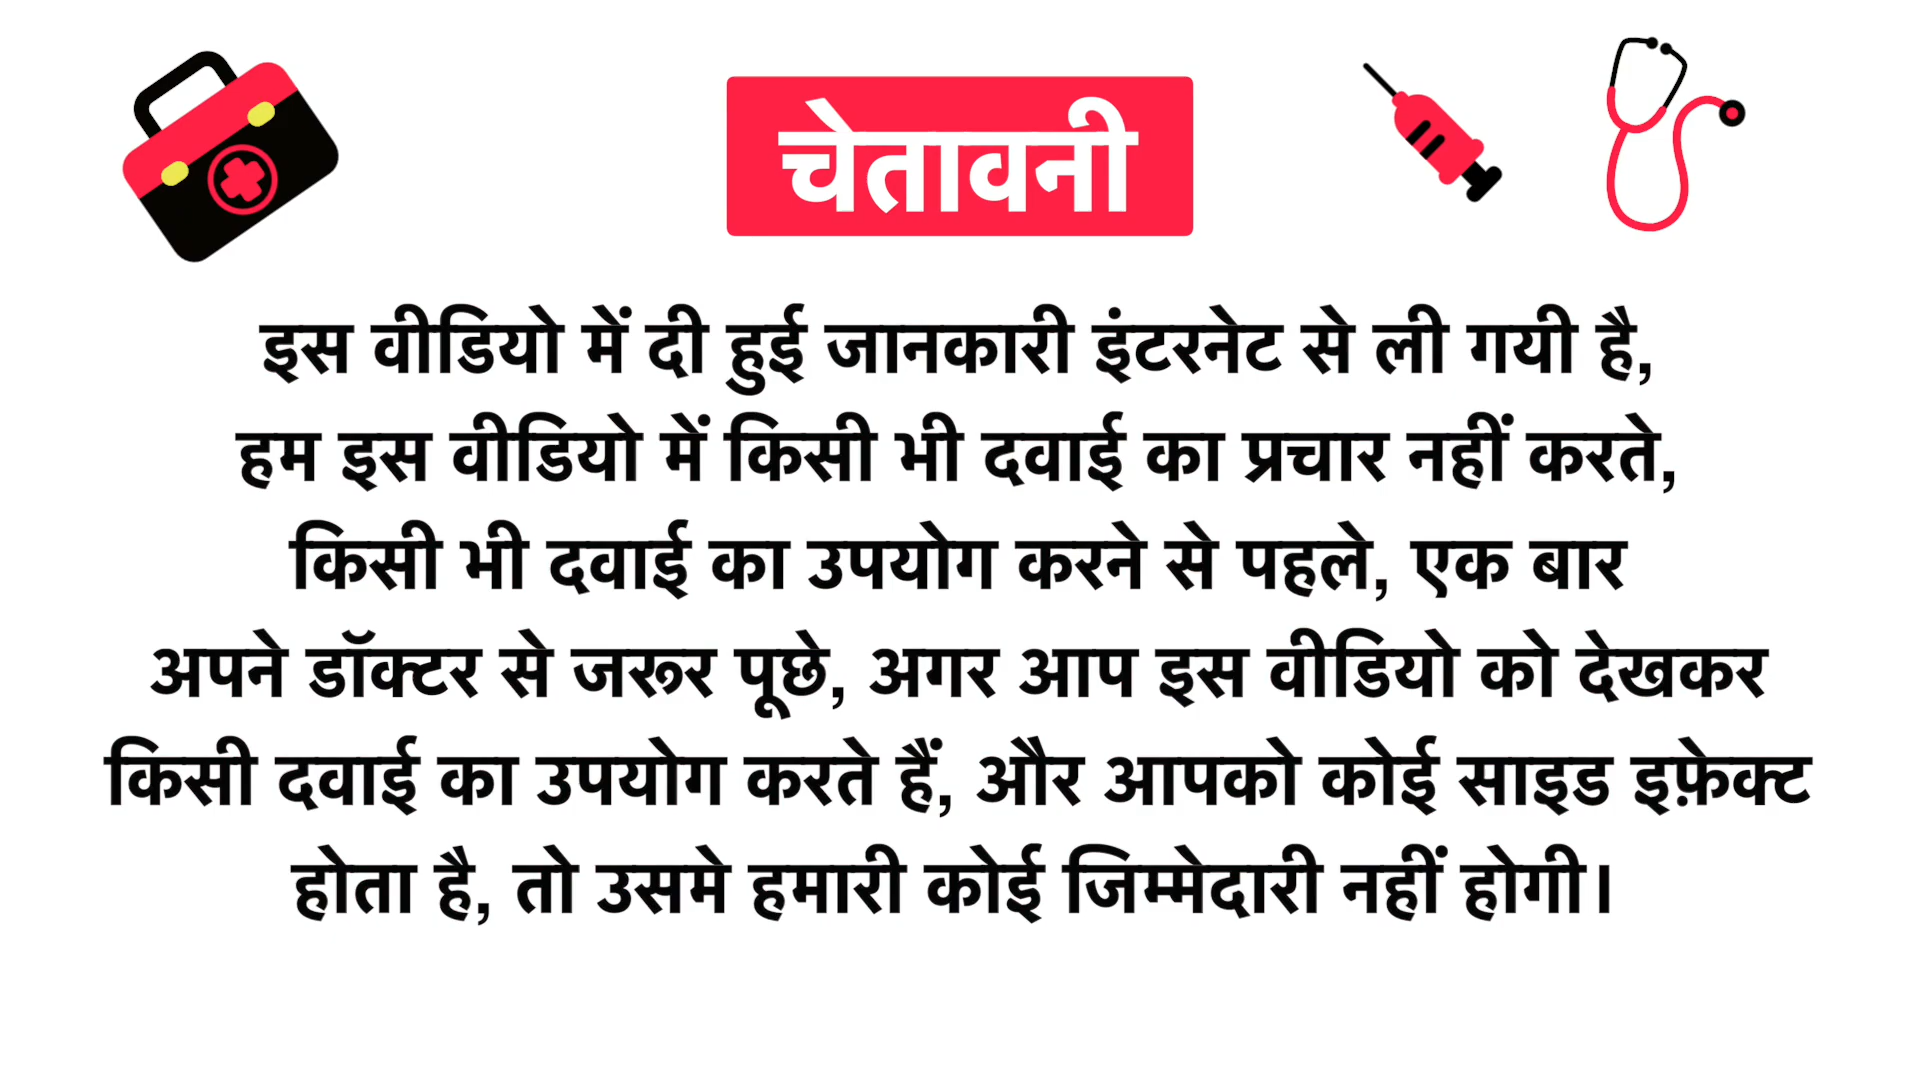 चेतावनी
इस वीडियो में दी हुई जानकारी इंटरनेट से ली गयी है,
हम इस वीडियो में किसी भी दवाई का प्रचार नहीं करते,
किसी भी दवाई का उपयोग करने से पहले, एक बार
अपने डॉक्टर से जरूर पूछे, अगर आप इस वीडियो को देखकर
किसी दवाई का उपयोग करते हैं, और आपको कोई साइड इफ़ेक्ट
होता है, तो उसमे हमारी कोई जिम्मेदारी नहीं होगी।